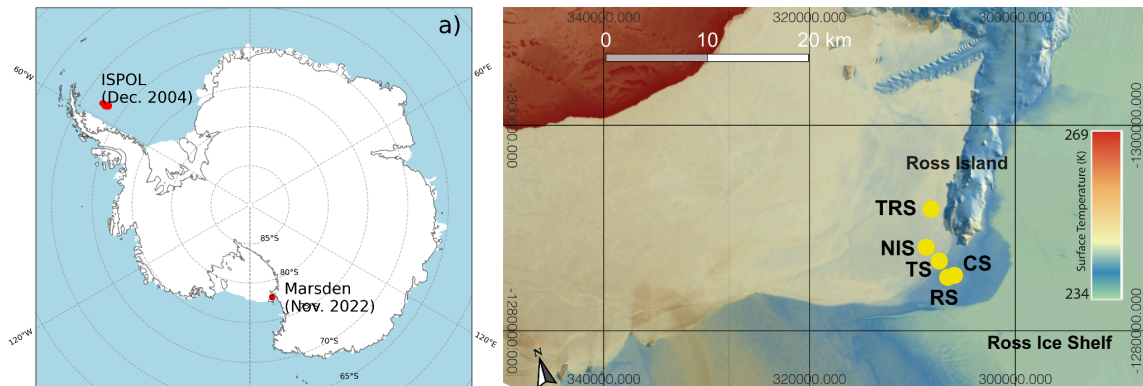 a)
60°W
60°E
ISPOL
(Dec. 2004)
85°S
80°S
Marsden
(Nov. 2022)
70°S
65°S
120°W
120°E
340000.000
320000.000
300000.000
0
10
20 km
-1300000.000
-1300000.000
269
Surface Temperature (K)
234
Ross Island
TRS
NIS
TS
CS
RS
-1280000.000
-1280000.000
Ross Ice Shelf
N
340000.000
320000.000
300000.000